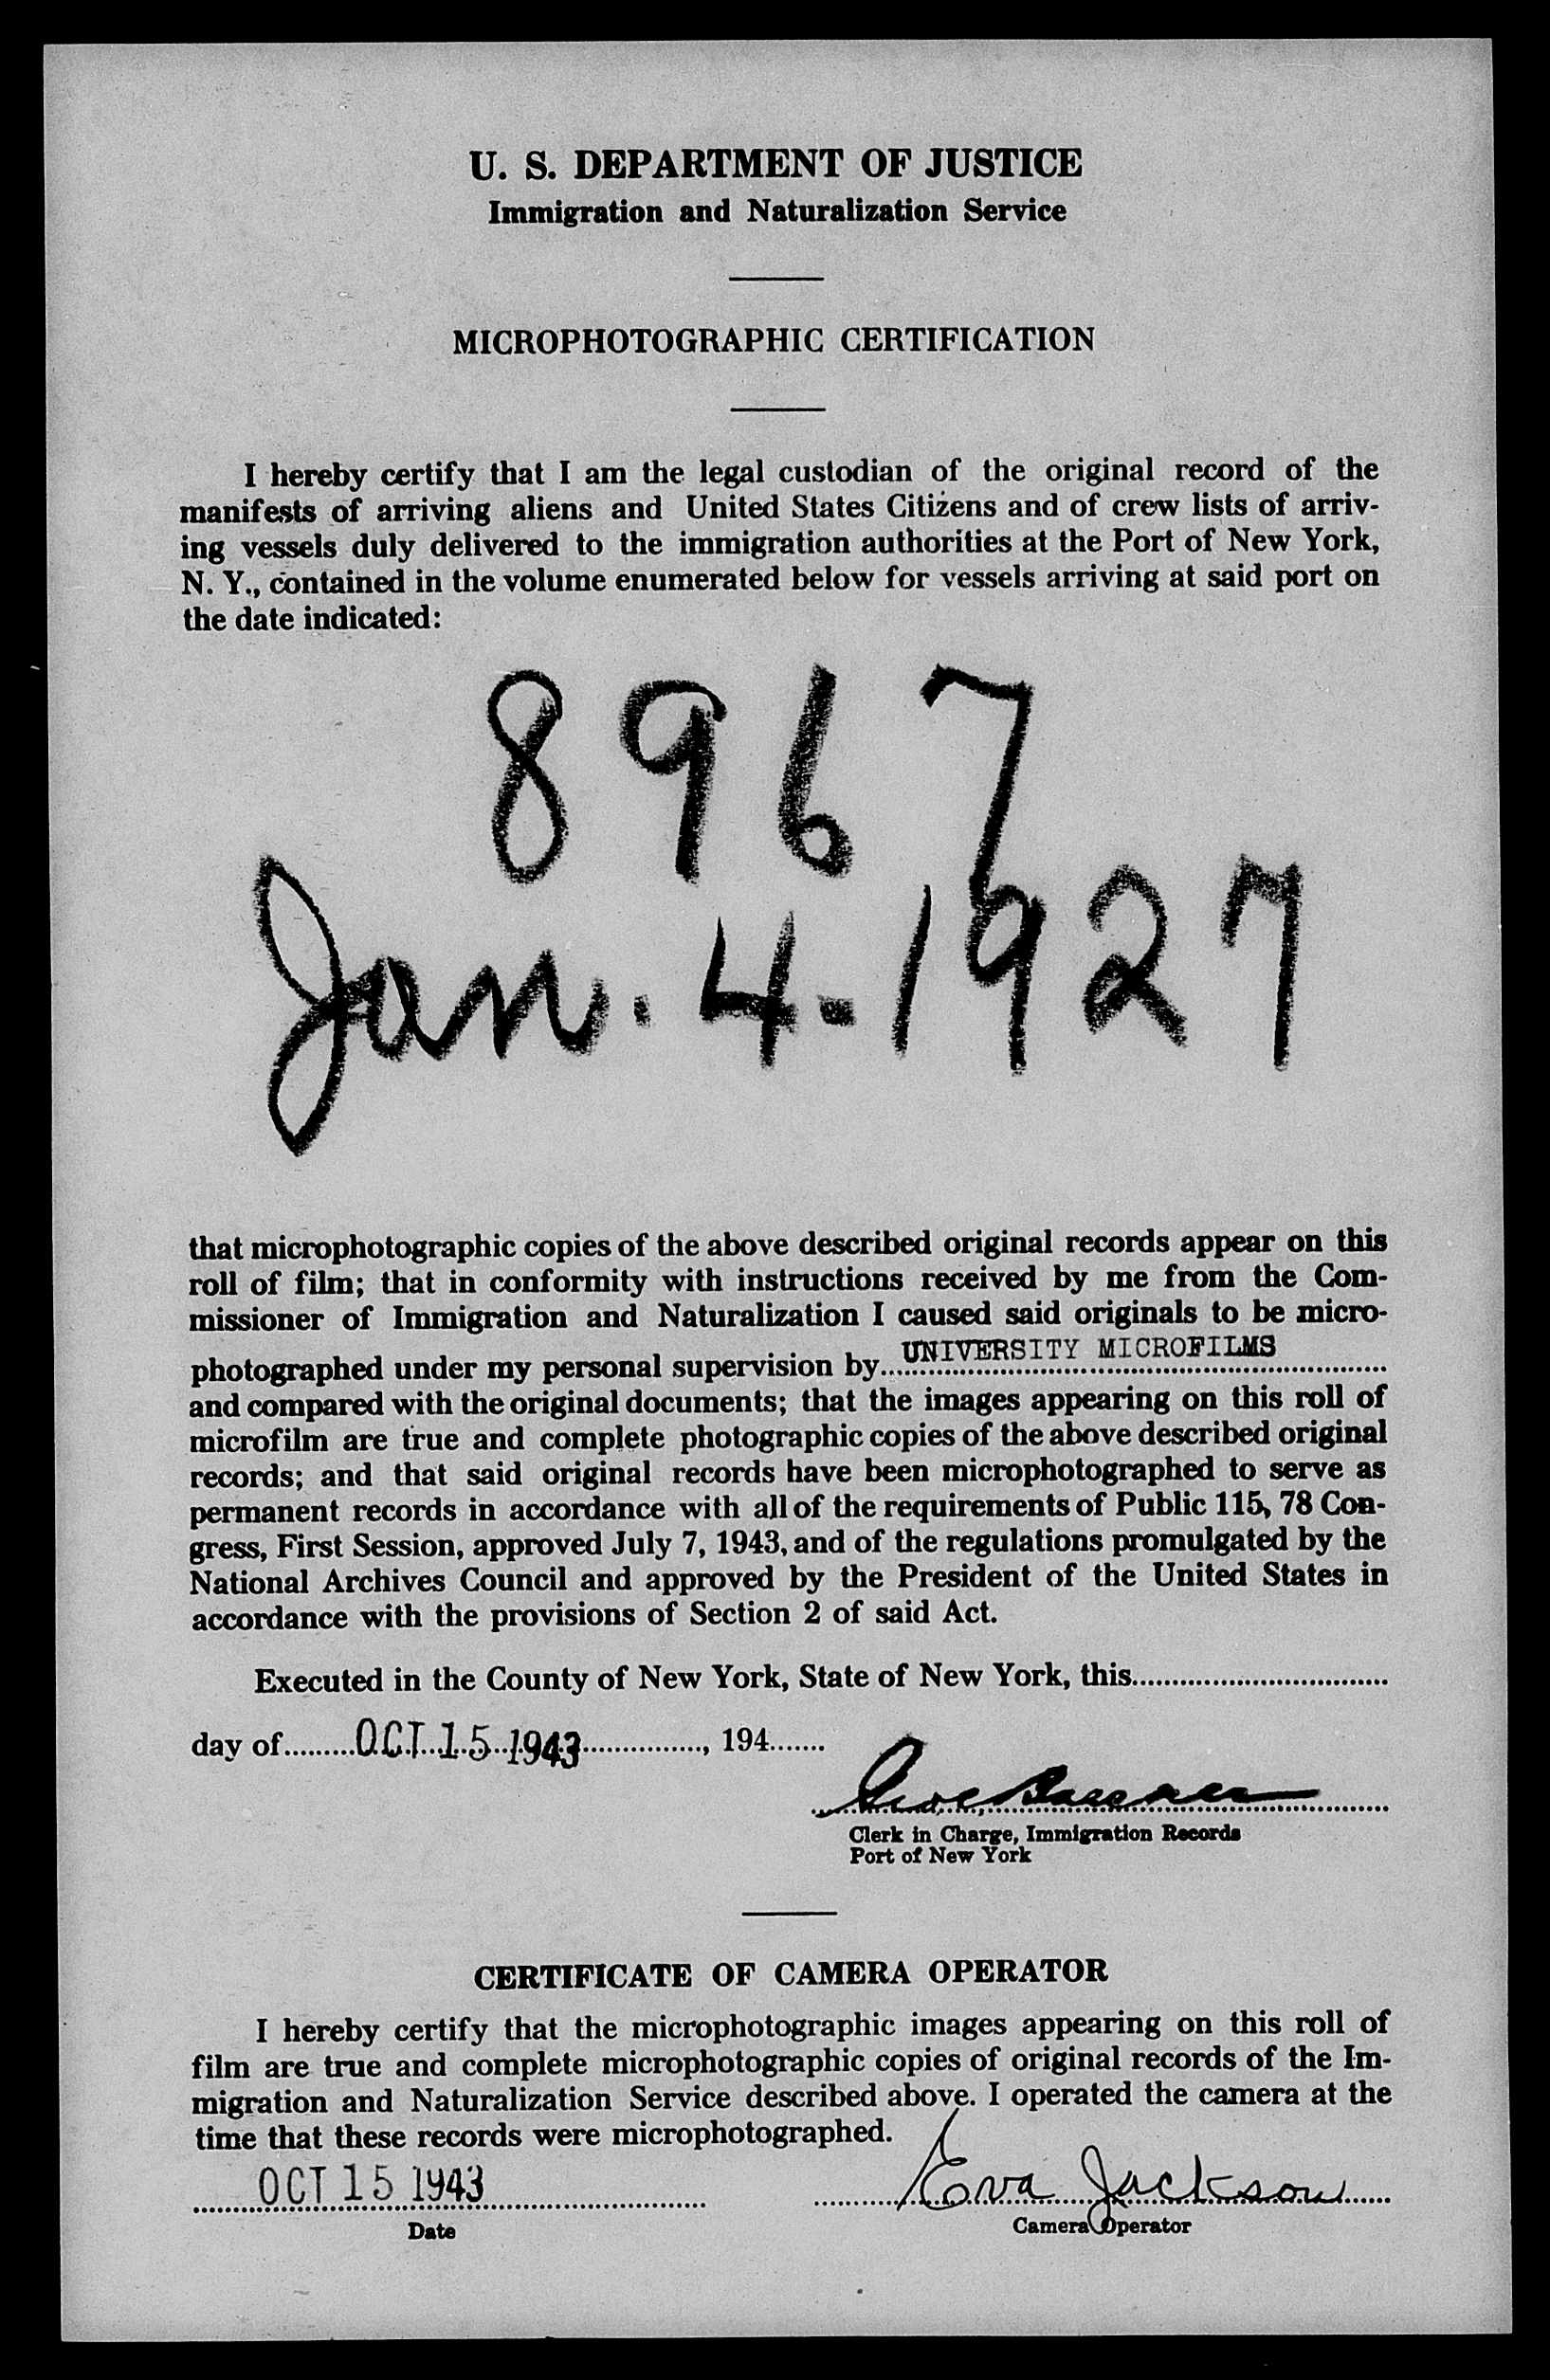 U. S. DEPARTMENT OF JUSTICE
Immigration and Naturalization Service
MICROPHOTOGRAPHIC CERTIFICATION
I hereby certify that I am the legal custodian of the original record of the
manifests of arriving aliens and United States Citizens and of crew lists of arriv-
ing vessels duly delivered to the immigration authorities at the Port of New York,
N. Y., contained in the volume enumerated below for vessels arriving at said port on
the date indicated:
8967
Jan. 4-1927
that microphotographic copies of the above described original records appear on this
roll of film; that in conformity with instructions received by me from the Com-
missioner of Immigration and Naturalization I caused said originals to be micro-
photographed under my personal supervision by UNIVERSITY MICROFILMS
and compared with the original documents; that the images appearing on this roll of
microfilm are true and complete photographic copies of the above described original
records; and that said original records have been microphotographed to serve as
permanent records in accordance with all of the requirements of Public 115, 78 Con-
gress, First Session, approved July 7, 1943, and of the regulations promulgated by the
National Archives Council and approved by the President of the United States in
accordance with the provisions of Section 2 of said Act.
Executed in the County of New York, State of New York, this
day of OCT 15 1943, 194
Clerk in Charge, Immigration Records
Port of New York
CERTIFICATE OF CAMERA OPERATOR
I hereby certify that the microphotographic images appearing on this roll of
film are true and complete microphotographic copies of original records of the Im-
migration and Naturalization Service described above. I operated the camera at the
time that these records were microphotographed.
OCT 15 1943 Eva Jackson
Date Camera Operator